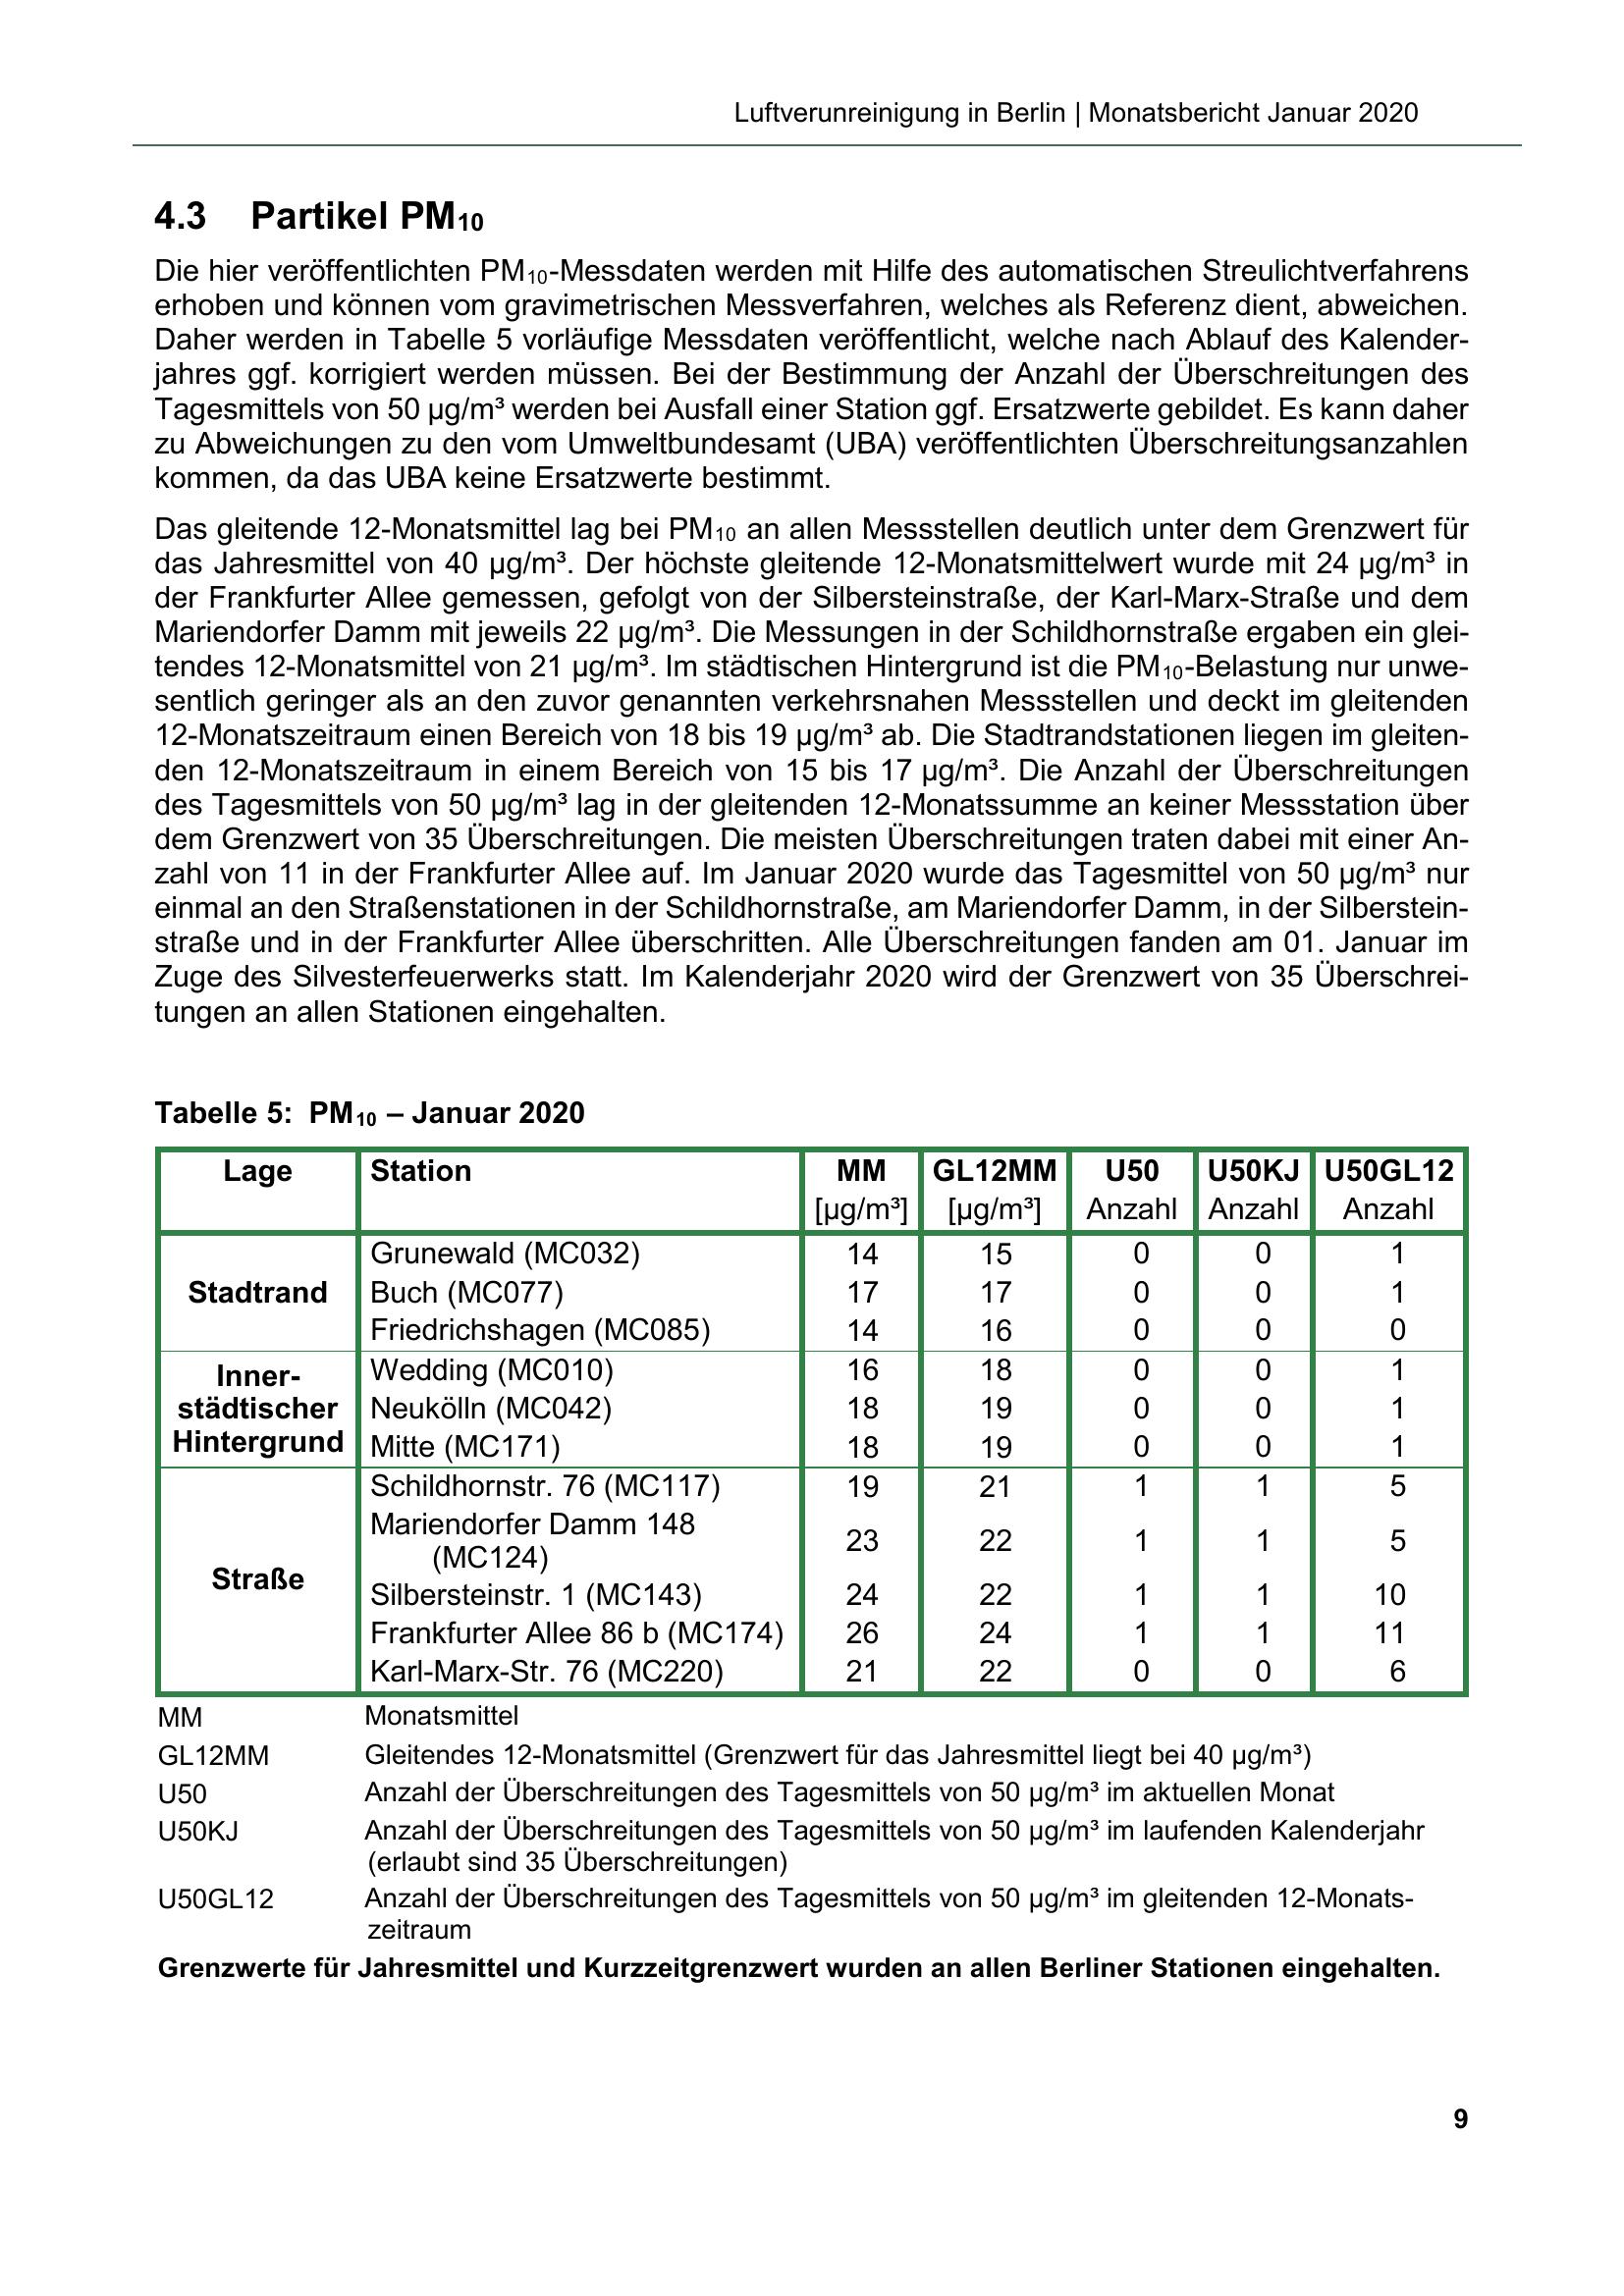 Luftverunreinigung in Berlin | Monatsbericht Januar 2020
4.3 Partikel PM₁₀
Die hier veröffentlichten PM₁₀-Messdaten werden mit Hilfe des automatischen Streulichtverfahrens
erhoben und können vom gravimetrischen Messverfahren, welches als Referenz dient, abweichen.
Daher werden in Tabelle 5 vorläufige Messdaten veröffentlicht, welche nach Ablauf des Kalender-
jahres ggf. korrigiert werden müssen. Bei der Bestimmung der Anzahl der Überschreitungen des
Tagesmittels von 50 µg/m³ werden bei Ausfall einer Station ggf. Ersatzwerte gebildet. Es kann daher
zu Abweichungen zu den vom Umweltbundesamt (UBA) veröffentlichten Überschreitungsanzahlen
kommen, da das UBA keine Ersatzwerte bestimmt.
Das gleitende 12-Monatsmittel lag bei PM₁₀ an allen Messstellen deutlich unter dem Grenzwert für
das Jahresmittel von 40 µg/m³. Der höchste gleitende 12-Monatsmittelwert wurde mit 24 µg/m³ in
der Frankfurter Allee gemessen, gefolgt von der Silbersteinstraße, der Karl-Marx-Straße und dem
Mariendorfer Damm mit jeweils 22 µg/m³. Die Messungen in der Schildhornstraße ergaben ein glei-
tendes 12-Monatsmittel von 21 µg/m³. Im städtischen Hintergrund ist die PM₁₀-Belastung nur unwe-
sentlich geringer als an den zuvor genannten verkehrsnahen Messstellen und deckt im gleitenden
12-Monatszeitraum einen Bereich von 18 bis 19 µg/m³ ab. Die Stadtrandstationen liegen im gleiten-
den 12-Monatszeitraum in einem Bereich von 15 bis 17 µg/m³. Die Anzahl der Überschreitungen
des Tagesmittels von 50 µg/m³ lag in der gleitenden 12-Monatssumme an keiner Messstation über
dem Grenzwert von 35 Überschreitungen. Die meisten Überschreitungen traten dabei mit einer An-
zahl von 11 in der Frankfurter Allee auf. Im Januar 2020 wurde das Tagesmittel von 50 µg/m³ nur
einmal an den Straßenstationen in der Schildhornstraße, am Mariendorfer Damm, in der Silberstein-
straße und in der Frankfurter Allee überschritten. Alle Überschreitungen fanden am 01. Januar im
Zuge des Silvesterfeuerwerks statt. Im Kalenderjahr 2020 wird der Grenzwert von 35 Überschrei-
tungen an allen Stationen eingehalten.
Tabelle 5: PM₁₀ – Januar 2020
Lage Station MM GL12MM U50 U50KJ U50GL12
[µg/m³] [µg/m³] Anzahl Anzahl Anzahl
Stadtrand
Grunewald (MC032) 14 15 0 0 1
Buch (MC077) 17 17 0 0 1
Friedrichshagen (MC085) 14 16 0 0 0
Inner-
städtischer
Hintergrund
Wedding (MC010) 16 18 0 0 1
Neukölln (MC042) 18 19 0 0 1
Mitte (MC171) 18 19 0 0 1
Straße
Schildhornstr. 76 (MC117) 19 21 1 1 5
Mariendorfer Damm 148
(MC124) 23 22 1 1 5
Silbersteinstr. 1 (MC143) 24 22 1 1 10
Frankfurter Allee 86 b (MC174) 26 24 1 1 11
Karl-Marx-Str. 76 (MC220) 21 22 0 0 6
MM Monatsmittel
GL12MM Gleitendes 12-Monatsmittel (Grenzwert für das Jahresmittel liegt bei 40 µg/m³)
U50 Anzahl der Überschreitungen des Tagesmittels von 50 µg/m³ im aktuellen Monat
U50KJ Anzahl der Überschreitungen des Tagesmittels von 50 µg/m³ im laufenden Kalenderjahr
(erlaubt sind 35 Überschreitungen)
U50GL12 Anzahl der Überschreitungen des Tagesmittels von 50 µg/m³ im gleitenden 12-Monats-
zeitraum
Grenzwerte für Jahresmittel und Kurzzeitgrenzwert wurden an allen Berliner Stationen eingehalten.
9